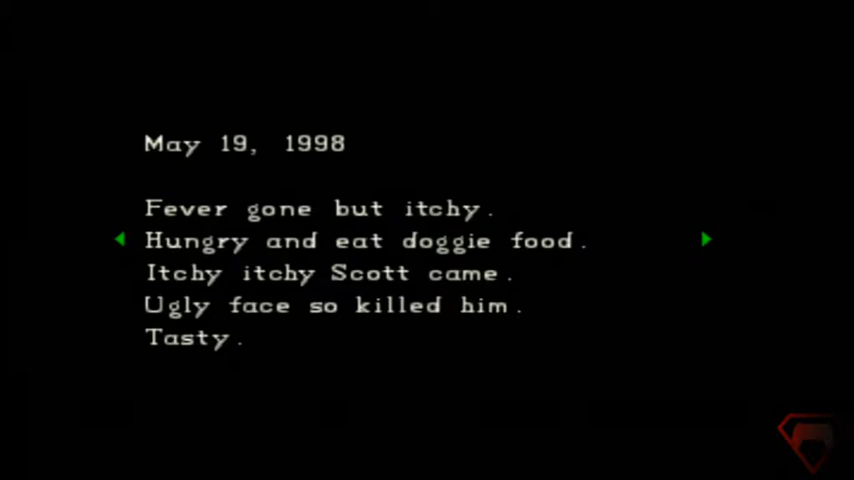 May 19, 1998
Fever gone but itchy.
Hungry and eat doggie food.
Itchy itchy Scott came.
Ugly face so killed him.
Tasty.